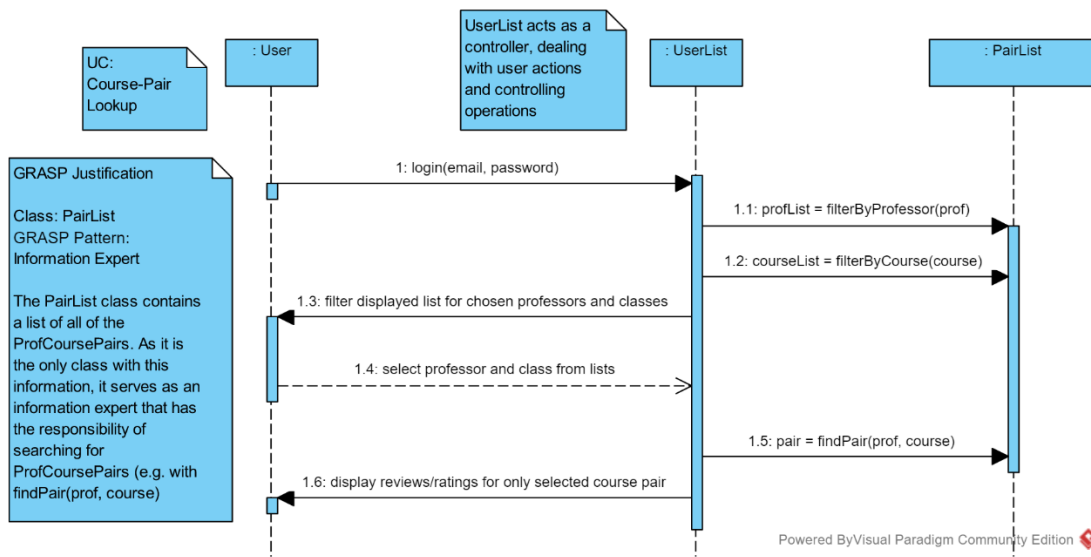 UC:
Course-Pair
Lookup
: User
UserList acts as a
controller, dealing
with user actions
and controlling
operations
: UserList
: PairList
GRASP Justification
Class: PairList
GRASP Pattern:
Information Expert
The PairList class contains
a list of all of the
ProfCoursePairs. As it is
the only class with this
information, it serves as an
information expert that has
the responsibility of
searching for
ProfCoursePairs (e.g. with
findPair(prof, course)
1: login(email, password)
1.1: profList = filterByProfessor(prof)
1.2: courseList = filterByCourse(course)
1.3: filter displayed list for chosen professors and classes
1.4: select professor and class from lists
1.5: pair = findPair(prof, course)
1.6: display reviews/ratings for only selected course pair
Powered ByVisual Paradigm Community Edition